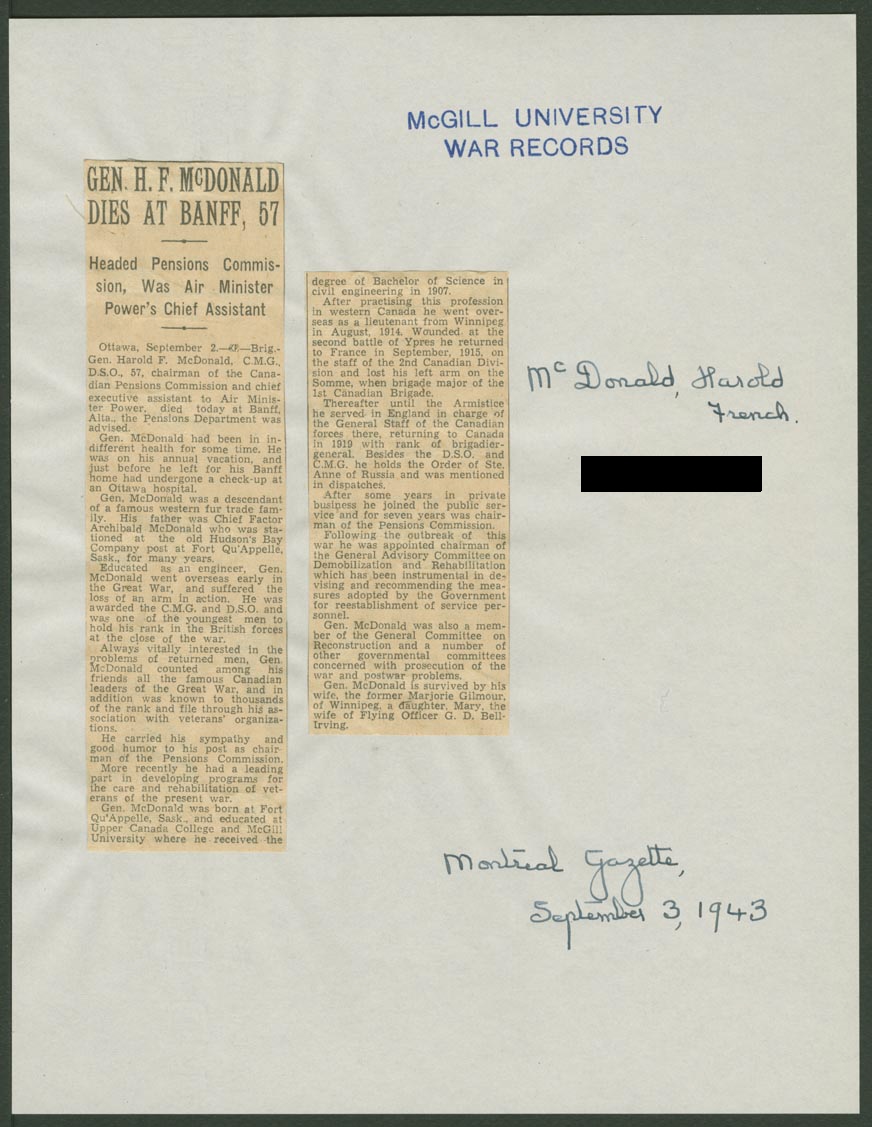 McGILL UNIVERSITY
WAR RECORDS
GEN. H. F. McDONALD
DIES AT BANFF, 57
Headed Pensions Commis-
sion, Was Air Minister
Power's Chief Assistant
Ottawa, September 2.—CP—Brig.-
Gen. Harold F. McDonald, C.M.G.,
D.S.O., 57, chairman of the Cana-
dian Pensions Commission and chief
executive assistant to Air Minis-
ter Power, died today at Banff,
Alta., the Pensions Department was
advised.
Gen. McDonald had been in in-
different health for some time. He
was on his annual vacation, and
just before he left for his Banff
home had undergone a check-up at
an Ottawa hospital.
Gen. McDonald was a descendant
of a famous western fur trade fam-
ily. His father was Chief Factor
Archibald McDonald who was sta-
tioned at the old Hudson's Bay
Company post at Fort Qu'Appelle,
Sask., for many years.
Educated as an engineer, Gen.
McDonald went overseas early in
the Great War, and suffered the
loss of an arm in action. He was
awarded the C.M.G. and D.S.O. and
was one of the youngest men to
hold his rank in the British forces
at the close of the war.
Always vitally interested in the
problems of returned men, Gen.
McDonald counted among his
friends all the famous Canadian
leaders of the Great War, and in
addition was known to thousands
of the rank and file through his as-
sociation with veterans' organiza-
tions.
He carried his sympathy and
good humor to his post as chair-
man of the Pensions Commission.
More recently he had a leading
part in developing programs for
the care and rehabilitation of vet-
erans of the present war.
Gen. McDonald was born at Fort
Qu'Appelle, Sask., and educated at
Upper Canada College and McGill
University where he received the
degree of Bachelor of Science in
civil engineering in 1907.
After practising this profession
in western Canada he went over-
seas as a lieutenant from Winnipeg
in August, 1914. Wounded at the
second battle of Ypres he returned
to France in September, 1915, on
the staff of the 2nd Canadian Divi-
sion and lost his left arm on the
Somme, when brigade major of the
1st Canadian Brigade.
Thereafter until the Armistice
he served in England in charge of
the General Staff of the Canadian
forces there, returning to Canada
in 1919 with rank of brigadier-
general. Besides the D.S.O. and
C.M.G. he holds the Order of Ste.
Anne of Russia and was mentioned
in dispatches.
After some years in private
business he joined the public ser-
vice and for seven years was chair-
man of the Pensions Commission.
Following the outbreak of this
war he was appointed chairman of
the General Advisory Committee on
Demobilization and Rehabilitation
which has been instrumental in de-
vising and recommending the mea-
sures adopted by the Government
for reestablishment of service per-
sonnel.
Gen. McDonald was also a mem-
ber of the General Committee on
Reconstruction and a number of
other governmental committees
concerned with prosecution of the
war and postwar problems.
Gen. McDonald is survived by his
wife, the former Marjorie Gilmour,
of Winnipeg, a daughter, Mary, the
wife of Flying Officer G. D. Bell-
Irving.
McDonald, Harold
French.
Montreal Gazette,
September 3, 1943